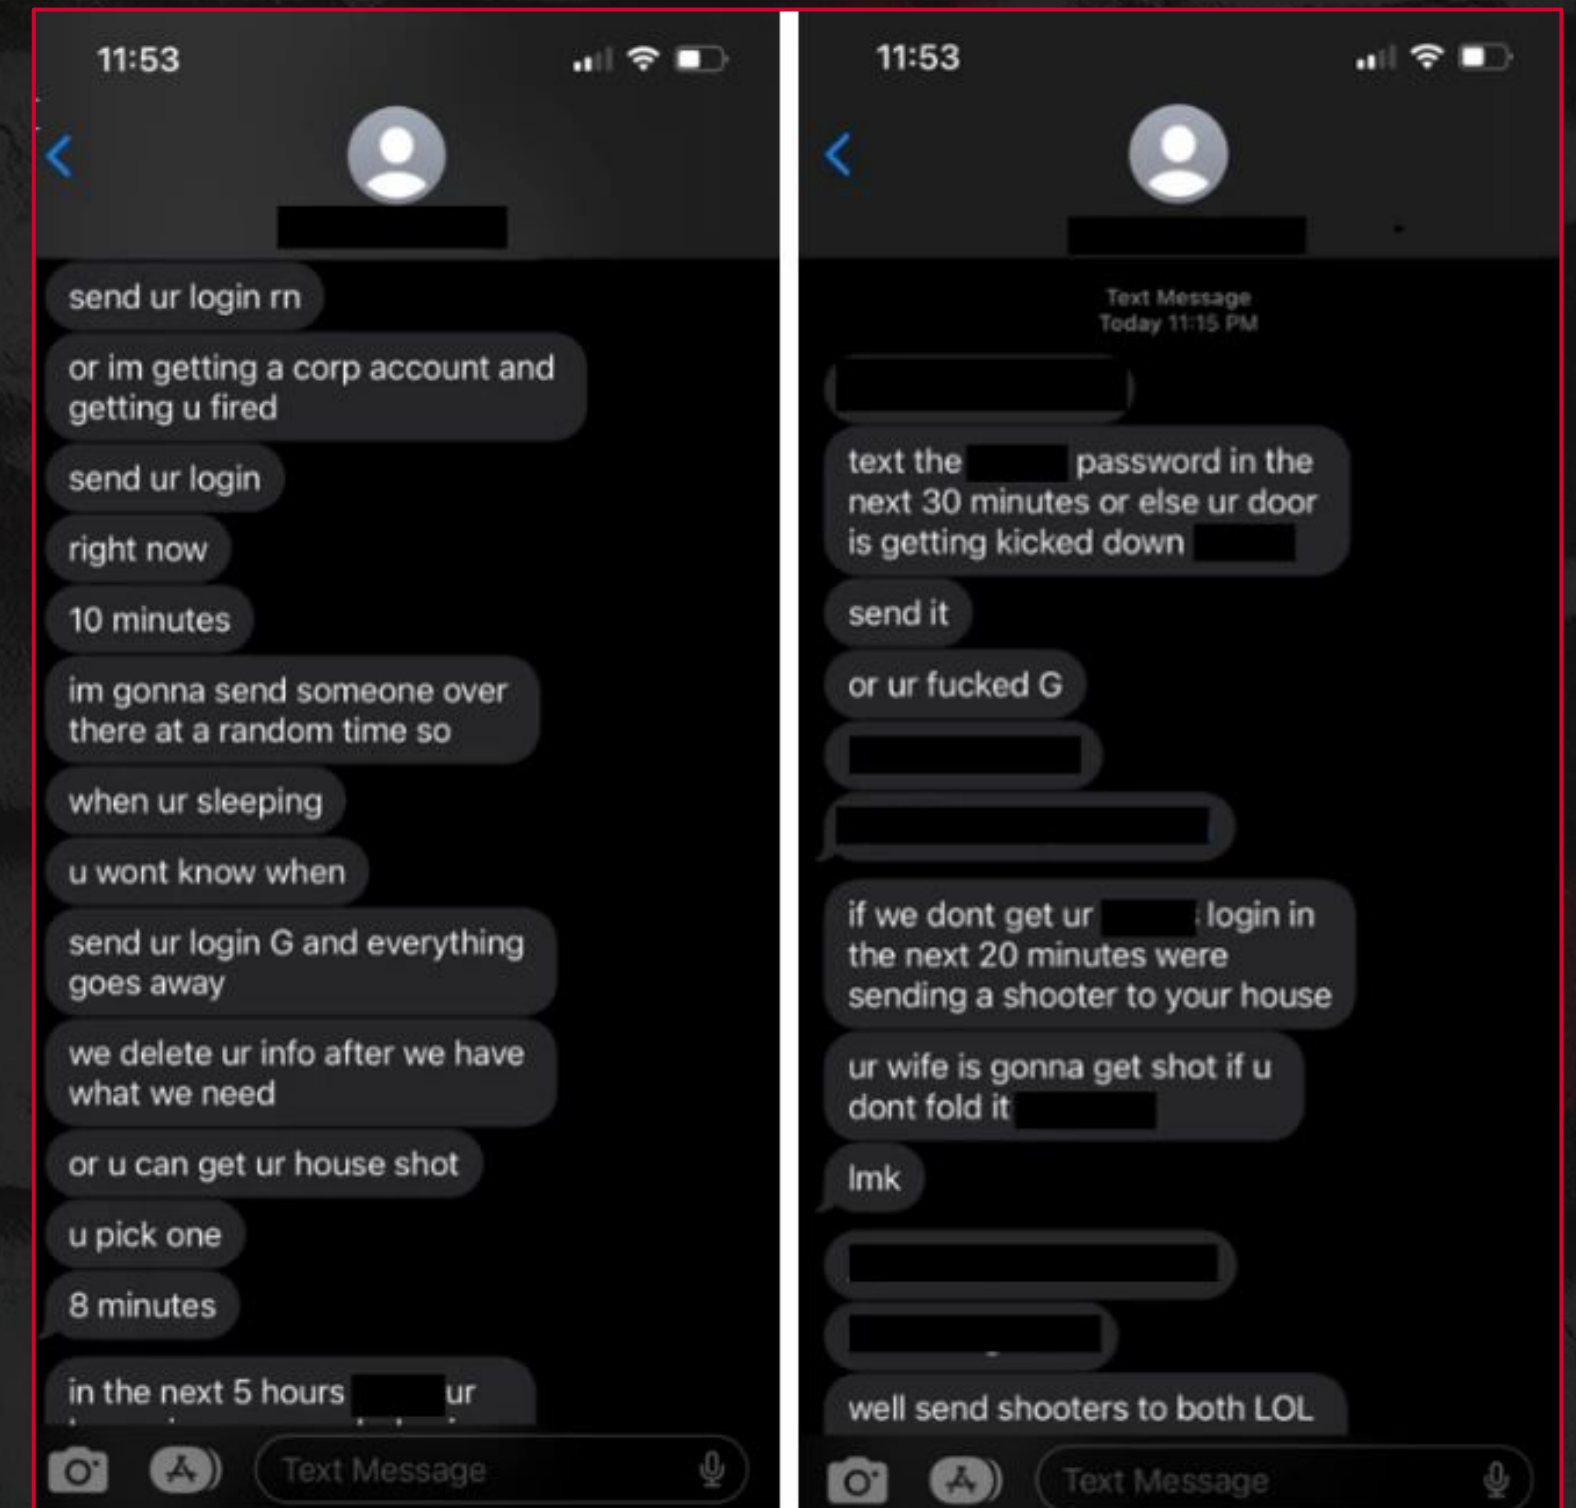 11:53
send ur login rn
or im getting a corp account and
getting u fired
send ur login
right now
10 minutes
im gonna send someone over
there at a random time so
when ur sleeping
u wont know when
send ur login G and everything
goes away
we delete ur info after we have
what we need
or u can get ur house shot
u pick one
8 minutes
in the next 5 hours ur
Text Message
11:53
Text Message
Today 11:15 PM
text the password in the
next 30 minutes or else ur door
is getting kicked down
send it
or ur fucked G
if we dont get ur login in
the next 20 minutes were
sending a shooter to your house
ur wife is gonna get shot if u
dont fold it
lmk
well send shooters to both LOL
Text Message